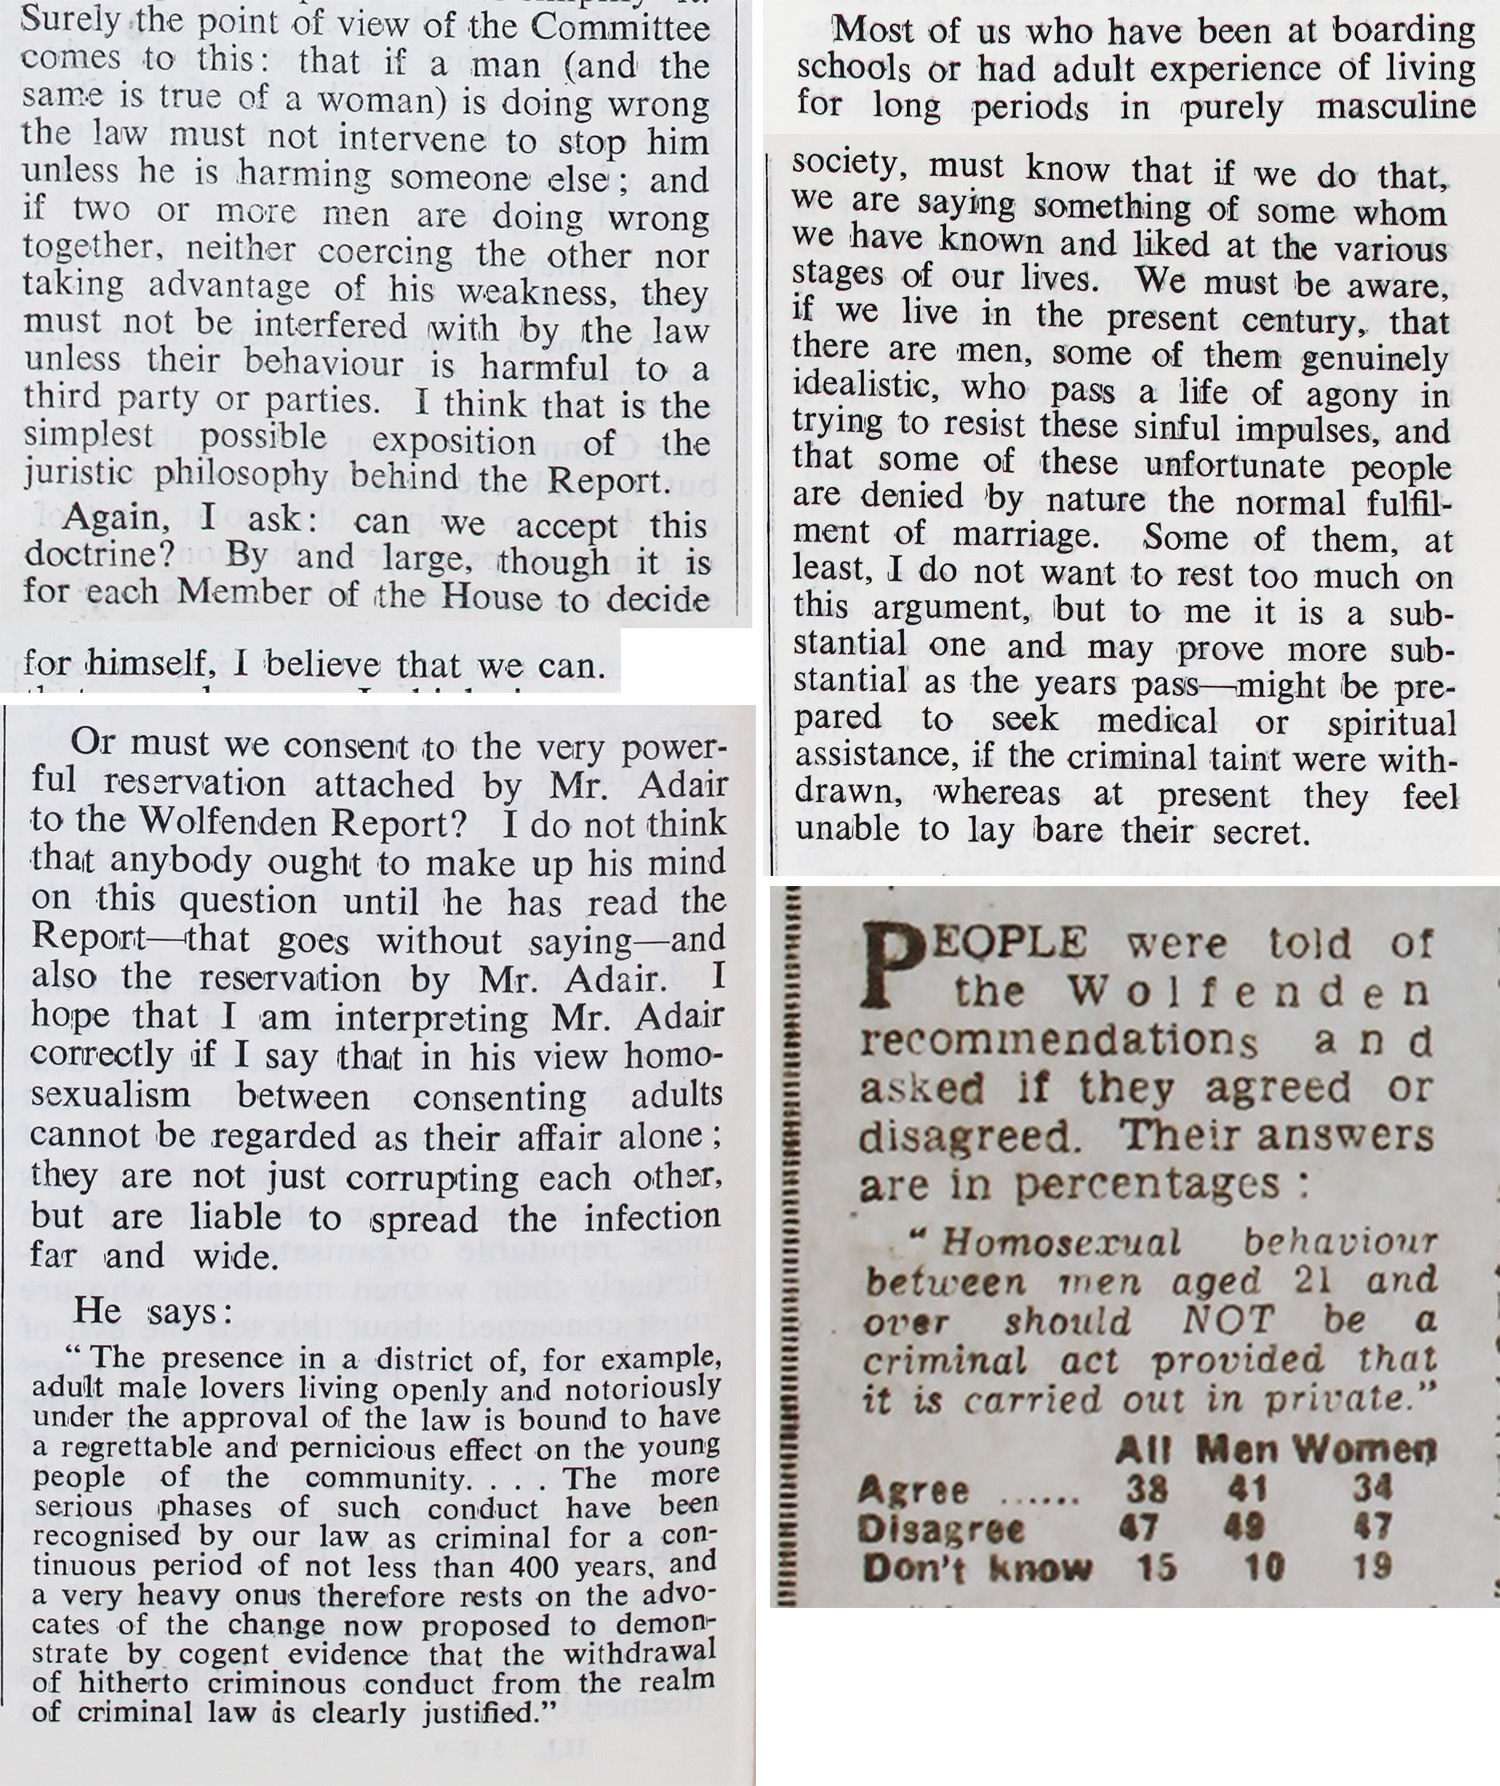 Surely the point of view of the Committee
comes to this: that if a man (and the
same is true of a woman) is doing wrong
the law must not intervene to stop him
unless he is harming someone else; and
if two or more men are doing wrong
together, neither coercing the other nor
taking advantage of his weakness, they
must not be interfered with by the law
unless their behaviour is harmful to a
third party or parties. I think that is the
simplest possible exposition of the
juristic philosophy behind the Report.
Again, I ask: can we accept this
doctrine? By and large, though it is
for each Member of the House to decide
for himself, I believe that we can.
Or must we consent to the very power-
ful reservation attached by Mr. Adair
to the Wolfenden Report? I do not think
that anybody ought to make up his mind
on this question until he has read the
Report—that goes without saying—and
also the reservation by Mr. Adair. I
hope that I am interpreting Mr. Adair
correctly if I say that in his view homo-
sexualism between consenting adults
cannot be regarded as their affair alone;
they are not just corrupting each other,
but are liable to spread the infection
far and wide.
He says:
"The presence in a district of, for example,
adult male lovers living openly and notoriously
under the approval of the law is bound to have
a regrettable and pernicious effect on the young
people of the community. . . . The more
serious phases of such conduct have been
recognised by our law as criminal for a con-
tinuous period of not less than 400 years, and
a very heavy onus therefore rests on the advo-
cates of the change now proposed to demon-
strate by cogent evidence that the withdrawal
of hitherto criminous conduct from the realm
of criminal law is clearly justified."
Most of us who have been at boarding
schools or had adult experience of living
for long periods in purely masculine
society, must know that if we do that,
we are saying something of some whom
we have known and liked at the various
stages of our lives. We must be aware,
if we live in the present century, that
there are men, some of them genuinely
idealistic, who pass a life of agony in
trying to resist these sinful impulses, and
that some of these unfortunate people
are denied by nature the normal fulfil-
ment of marriage. Some of them, at
least, I do not want to rest too much on
this argument, but to me it is a sub-
stantial one and may prove more sub-
stantial as the years pass—might be pre-
pared to seek medical or spiritual
assistance, if the criminal taint were with-
drawn, whereas at present they feel
unable to lay bare their secret.
PEOPLE were told of
the Wolfenden
recommendations and
asked if they agreed or
disagreed. Their answers
are in percentages:
"Homosexual behaviour
between men aged 21 and
over should NOT be a
criminal act provided that
it is carried out in private."
All Men Women
Agree ...... 38 41 34
Disagree 47 49 47
Don't know 15 10 19